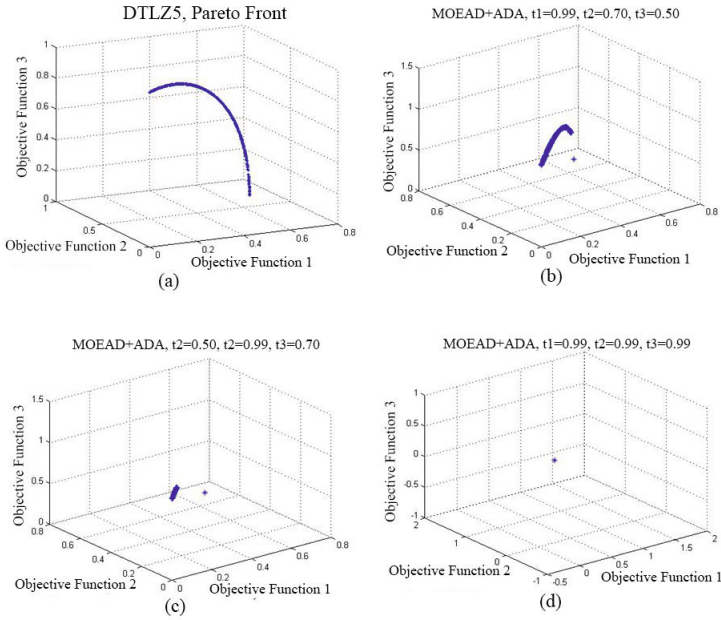 DTLZ5, Pareto Front
Objective Function 3
1
0.8
0.6
0.4
0.2
0
1
0.5
0
Objective Function 2
0
0.2
0.4
0.6
0.8
Objective Function 1
(a)
MOEAD+ADA, t1=0.99, t2=0.70, t3=0.50
Objective Function 3
1.5
1
0.5
0
0.8
0.6
0.4
0.2
0
Objective Function 2
0
0.2
0.4
0.6
0.8
Objective Function 1
(b)
MOEAD+ADA, t2=0.50, t2=0.99, t3=0.70
Objective Function 3
1.5
1
0.5
0
0.8
0.6
0.4
0.2
0
Objective Function 2
0
0.2
0.4
0.6
0.8
Objective Function 1
(c)
MOEAD+ADA, t1=0.99, t2=0.99, t3=0.99
Objective Function 3
1
0.5
0
-0.5
-1
2
1
0
-1
Objective Function 2
-0.5
0
0.5
1
1.5
2
Objective Function 1
(d)